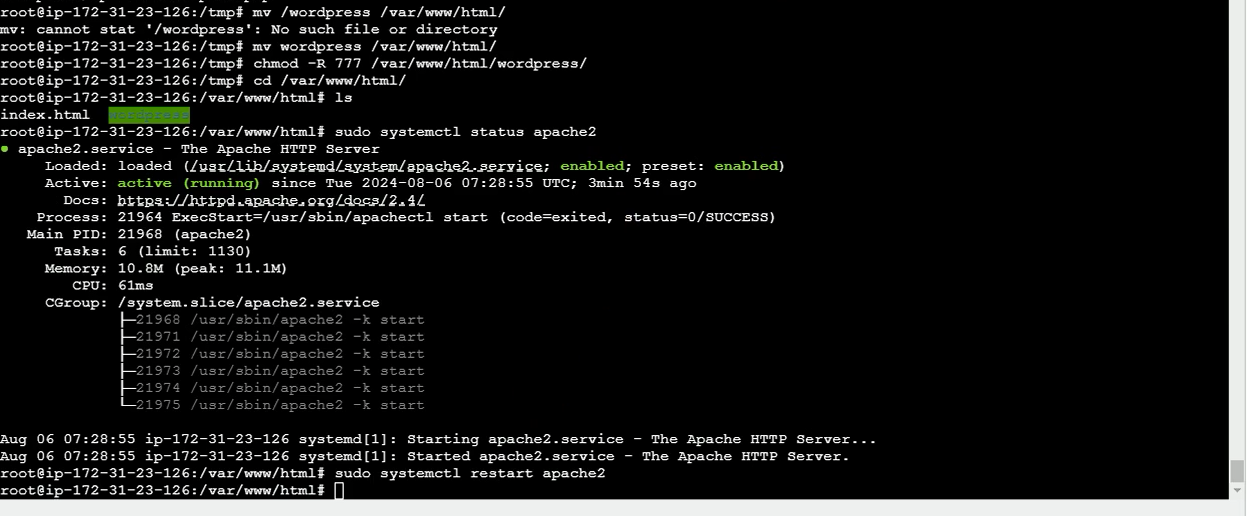 root@ip-172-31-23-126:/tmp# mv /wordpress /var/www/html/
mv: cannot stat '/wordpress': No such file or directory
root@ip-172-31-23-126:/tmp# mv wordpress /var/www/html/
root@ip-172-31-23-126:/tmp# chmod -R 777 /var/www/html/wordpress/
root@ip-172-31-23-126:/tmp# cd /var/www/html/
root@ip-172-31-23-126:/var/www/html# ls
index.html  wordpress
root@ip-172-31-23-126:/var/www/html# sudo systemctl status apache2
● apache2.service - The Apache HTTP Server
     Loaded: loaded (/usr/lib/systemd/system/apache2.service; enabled; preset: enabled)
     Active: active (running) since Tue 2024-08-06 07:28:55 UTC; 3min 54s ago
       Docs: https://httpd.apache.org/docs/2.4/
    Process: 21964 ExecStart=/usr/sbin/apachectl start (code=exited, status=0/SUCCESS)
   Main PID: 21968 (apache2)
      Tasks: 6 (limit: 1130)
     Memory: 10.8M (peak: 11.1M)
        CPU: 61ms
     CGroup: /system.slice/apache2.service
             ├─21968 /usr/sbin/apache2 -k start
             ├─21971 /usr/sbin/apache2 -k start
             ├─21972 /usr/sbin/apache2 -k start
             ├─21973 /usr/sbin/apache2 -k start
             ├─21974 /usr/sbin/apache2 -k start
             └─21975 /usr/sbin/apache2 -k start
Aug 06 07:28:55 ip-172-31-23-126 systemd[1]: Starting apache2.service - The Apache HTTP Server...
Aug 06 07:28:55 ip-172-31-23-126 systemd[1]: Started apache2.service - The Apache HTTP Server.
root@ip-172-31-23-126:/var/www/html# sudo systemctl restart apache2
root@ip-172-31-23-126:/var/www/html#